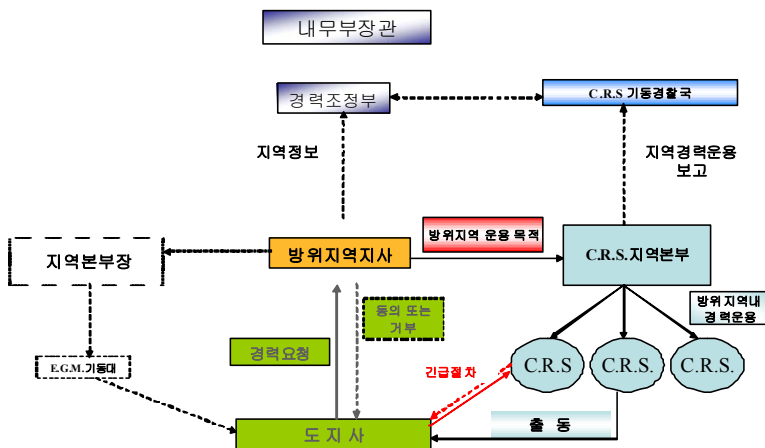 내무부장관
경력조정부
C.R.S 기동경활국
지역정보
지역경력운용
보고
지역본부장
방위지역지사
방위지역 운용 목적
C.R.S.지역본부
동의 또는
거부
방위지역내
경력운용
경력요청
E.G.M.기동대
긴급절차
C.R.S
C.R.S.
C.R.S.
도지사
출 동